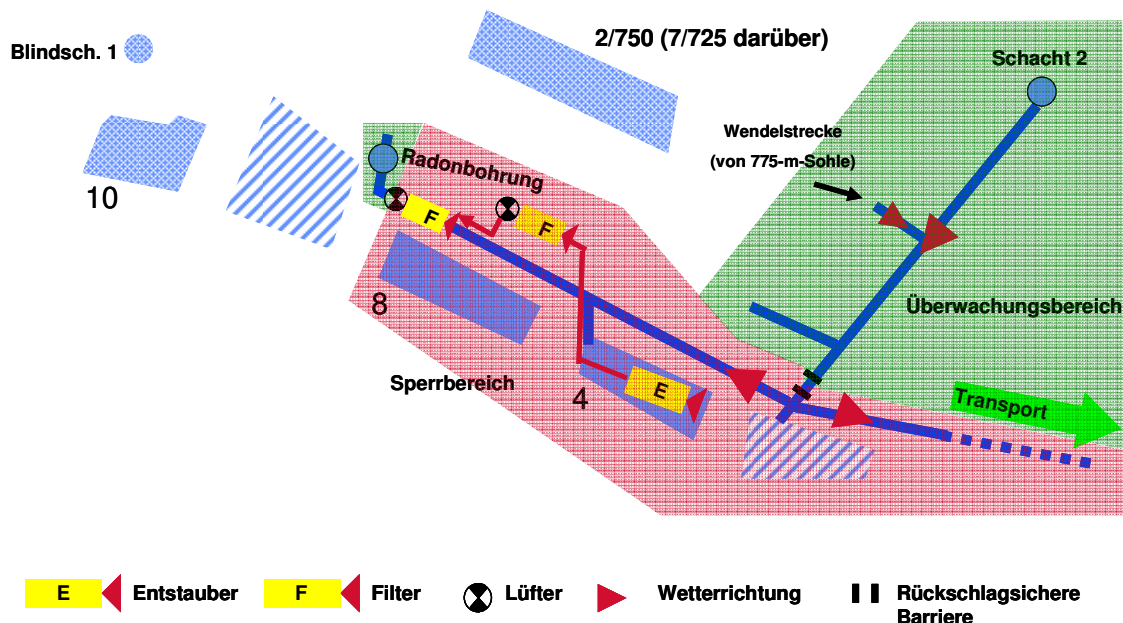 2/750 (7/725 darüber)
Blindsch. 1
Schacht 2
Wendelstrecke
(von 775-m-Sohle)
Radonbohrung
10
F
F
8
Überwachungsbereich
Sperrbereich
4
E
Transport
E Entstauber F Filter Lüfter Wetterrichtung Rückschlagsichere
Barriere